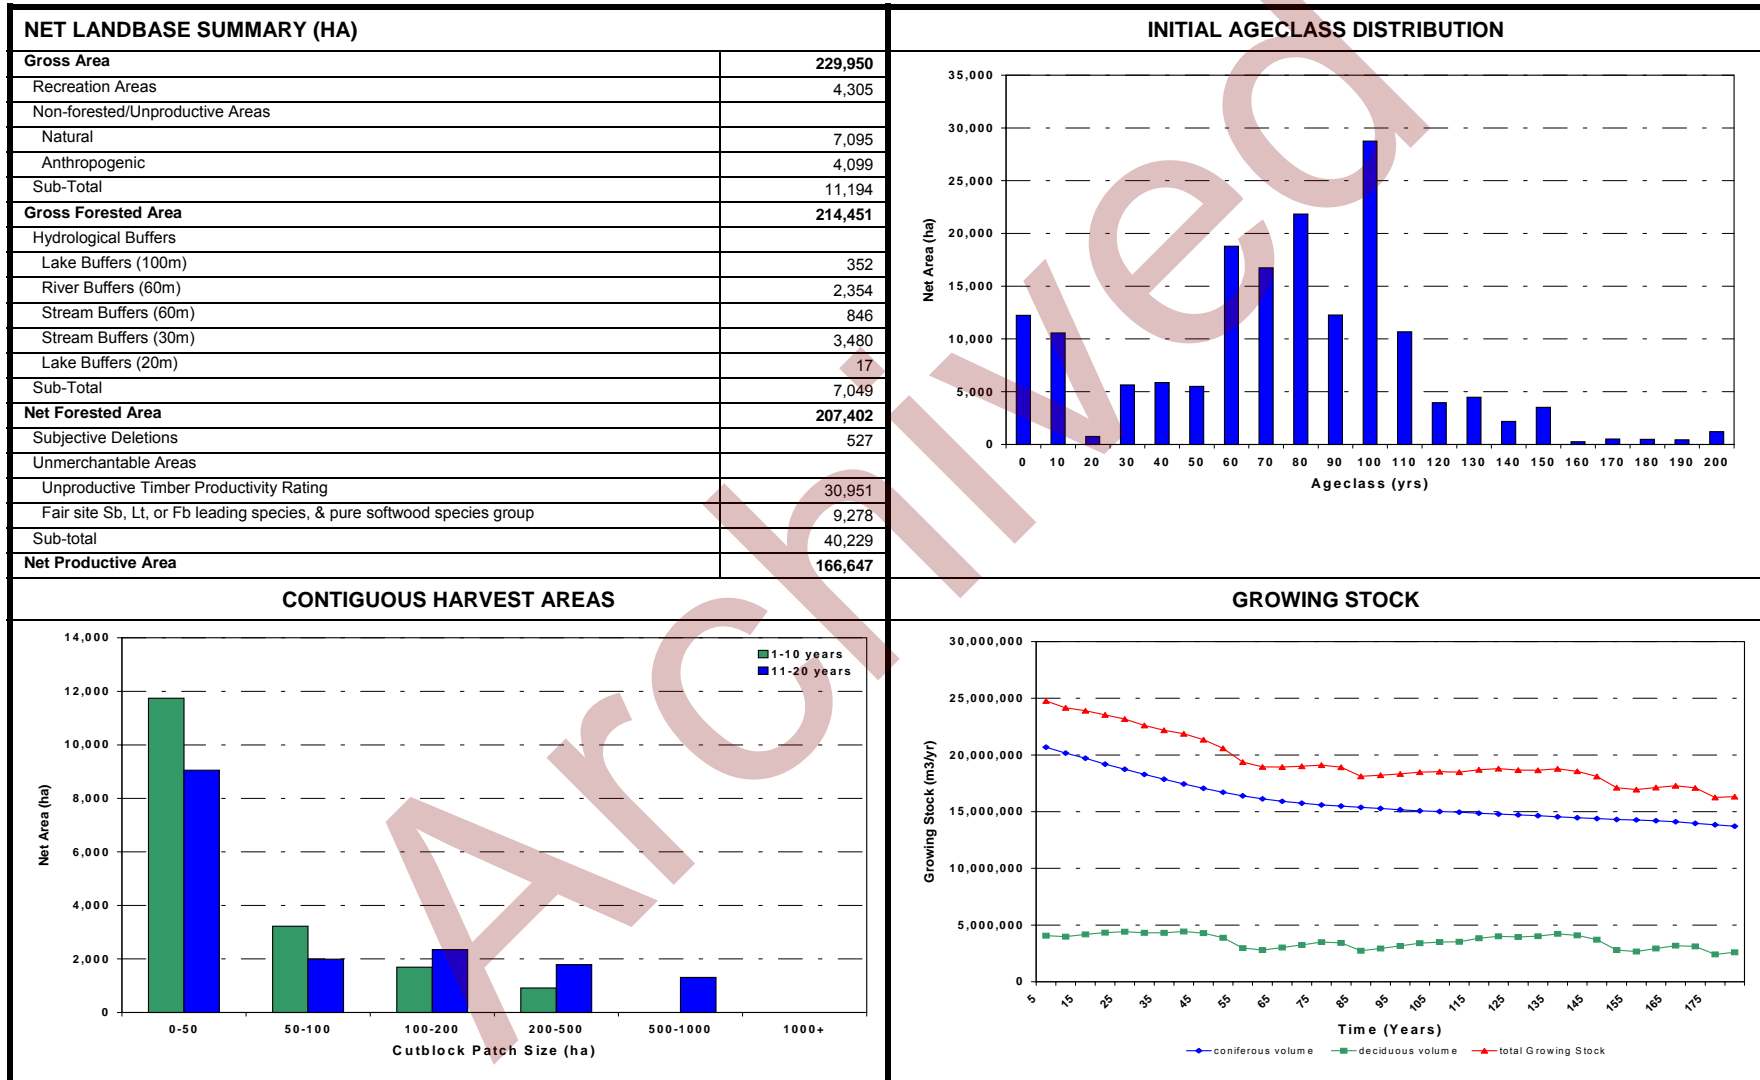 NET LANDBASE SUMMARY (HA)
Gross Area 229,950
Recreation Areas 4,305
Non-forested/Unproductive Areas
Natural 7,095
Anthropogenic 4,099
Sub-Total 11,194
Gross Forested Area 214,451
Hydrological Buffers
Lake Buffers (100m) 352
River Buffers (60m) 2,354
Stream Buffers (60m) 846
Stream Buffers (30m) 3,480
Lake Buffers (20m) 17
Sub-Total 7,049
Net Forested Area 207,402
Subjective Deletions 527
Unmerchantable Areas
Unproductive Timber Productivity Rating 30,951
Fair site Sb, Lt, or Fb leading species, & pure softwood species group 9,278
Sub-total 40,229
Net Productive Area 166,647
INITIAL AGECLASS DISTRIBUTION
35,000
30,000
25,000
20,000
15,000
10,000
5,000
0
Net Area (ha)
0 10 20 30 40 50 60 70 80 90 100 110 120 130 140 150 160 170 180 190 200
Ageclass (yrs)
CONTIGUOUS HARVEST AREAS
14,000
12,000
10,000
8,000
6,000
4,000
2,000
0
Net Area (ha)
1-10 years
11-20 years
0-50 50-100 100-200 200-500 500-1000 1000+
Cutblock Patch Size (ha)
GROWING STOCK
30,000,000
25,000,000
20,000,000
15,000,000
10,000,000
5,000,000
0
Growing Stock (m3/yr)
5 15 25 35 45 55 65 75 85 95 105 115 125 135 145 155 165 175
Time (Years)
coniferous volume deciduous volume total Growing Stock
Archived